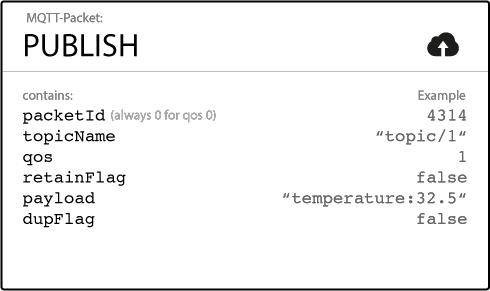 MQTT-Packet:
PUBLISH
contains: Example
packetId (always 0 for qos 0) 4314
topicName “topic/1“
qos 1
retainFlag false
payload “temperature:32.5“
dupFlag false